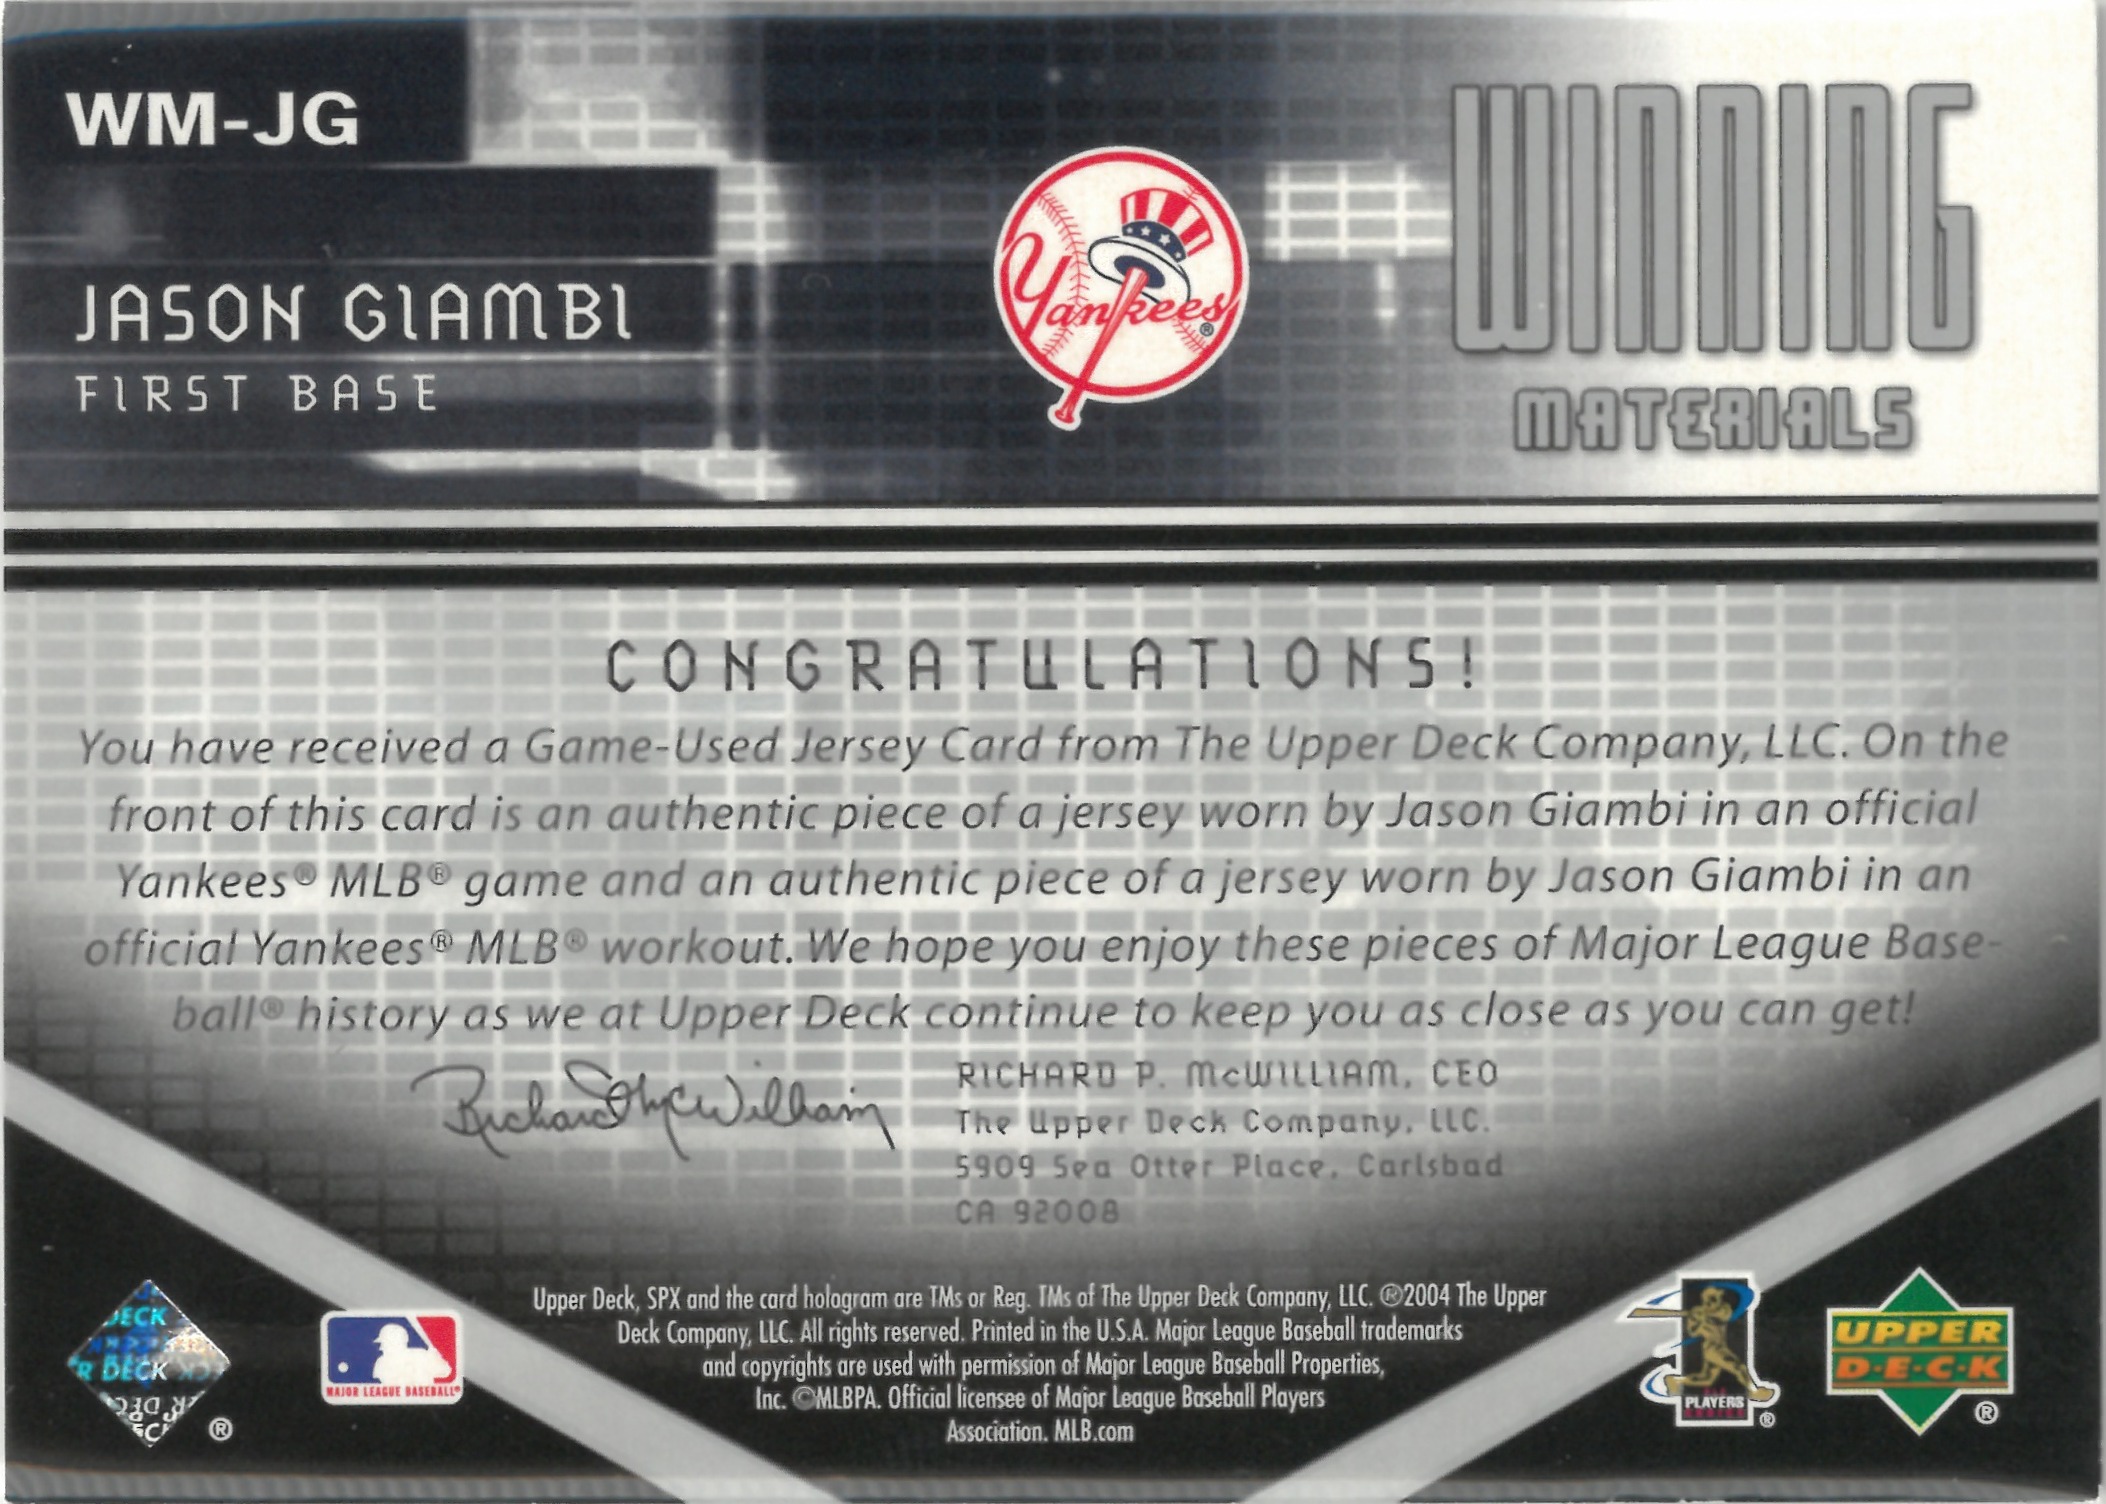 WM-JG
JASON GIAMBI
FIRST BASE
Yankees®
WINNING
MATERIALS
CONGRATULATIONS!
You have received a Game-Used Jersey Card from The Upper Deck Company, LLC. On the
front of this card is an authentic piece of a jersey worn by Jason Giambi in an official
Yankees® MLB® game and an authentic piece of a jersey worn by Jason Giambi in an
official Yankees® MLB® workout. We hope you enjoy these pieces of Major League Base-
ball® history as we at Upper Deck continue to keep you as close as you can get!
Richard P. McWilliam
RICHARD P. McWILLIAM, CEO
The Upper Deck Company, LLC.
5909 Sea Otter Place, Carlsbad
CA 92008
Upper Deck, SPX and the card hologram are TMs or Reg. TMs of The Upper Deck Company, LLC. ®2004 The Upper
Deck Company, LLC. All rights reserved. Printed in the U.S.A. Major League Baseball trademarks
and copyrights are used with permission of Major League Baseball Properties,
Inc. ©MLBPA. Official licensee of Major League Baseball Players
Association. MLB.com
DECK
R DECK
®
MAJOR LEAGUE BASEBALL®
PLAYERS
CHOICE
®
UPPER
D·E·C·K
®